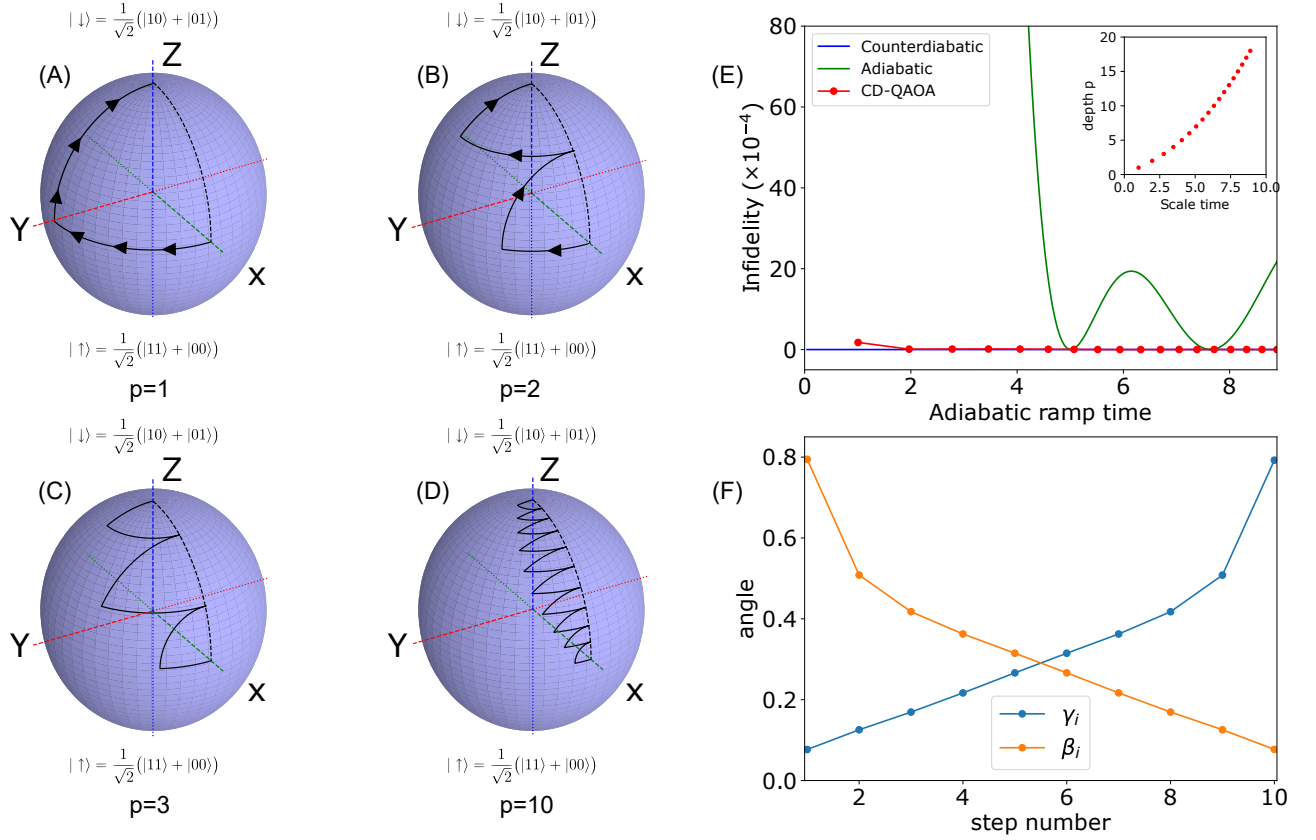 | ↓⟩ = 1/√2 (|10⟩ + |01⟩)
(A)
Z
Y
x
| ↑⟩ = 1/√2 (|11⟩ + |00⟩)
p=1
| ↓⟩ = 1/√2 (|10⟩ + |01⟩)
(B)
Z
Y
x
| ↑⟩ = 1/√2 (|11⟩ + |00⟩)
p=2
| ↓⟩ = 1/√2 (|10⟩ + |01⟩)
(C)
Z
Y
x
| ↑⟩ = 1/√2 (|11⟩ + |00⟩)
p=3
| ↓⟩ = 1/√2 (|10⟩ + |01⟩)
(D)
Z
Y
x
| ↑⟩ = 1/√2 (|11⟩ + |00⟩)
p=10
(E)
Infidelity (×10⁻⁴)
80
60
40
20
0
Counterdiabatic
Adiabatic
CD-QAOA
depth p
20
15
10
5
0
0.0 2.5 5.0 7.5 10.0
Scale time
0 2 4 6 8
Adiabatic ramp time
(F)
angle
0.8
0.6
0.4
0.2
0.0
γᵢ
βᵢ
2 4 6 8 10
step number